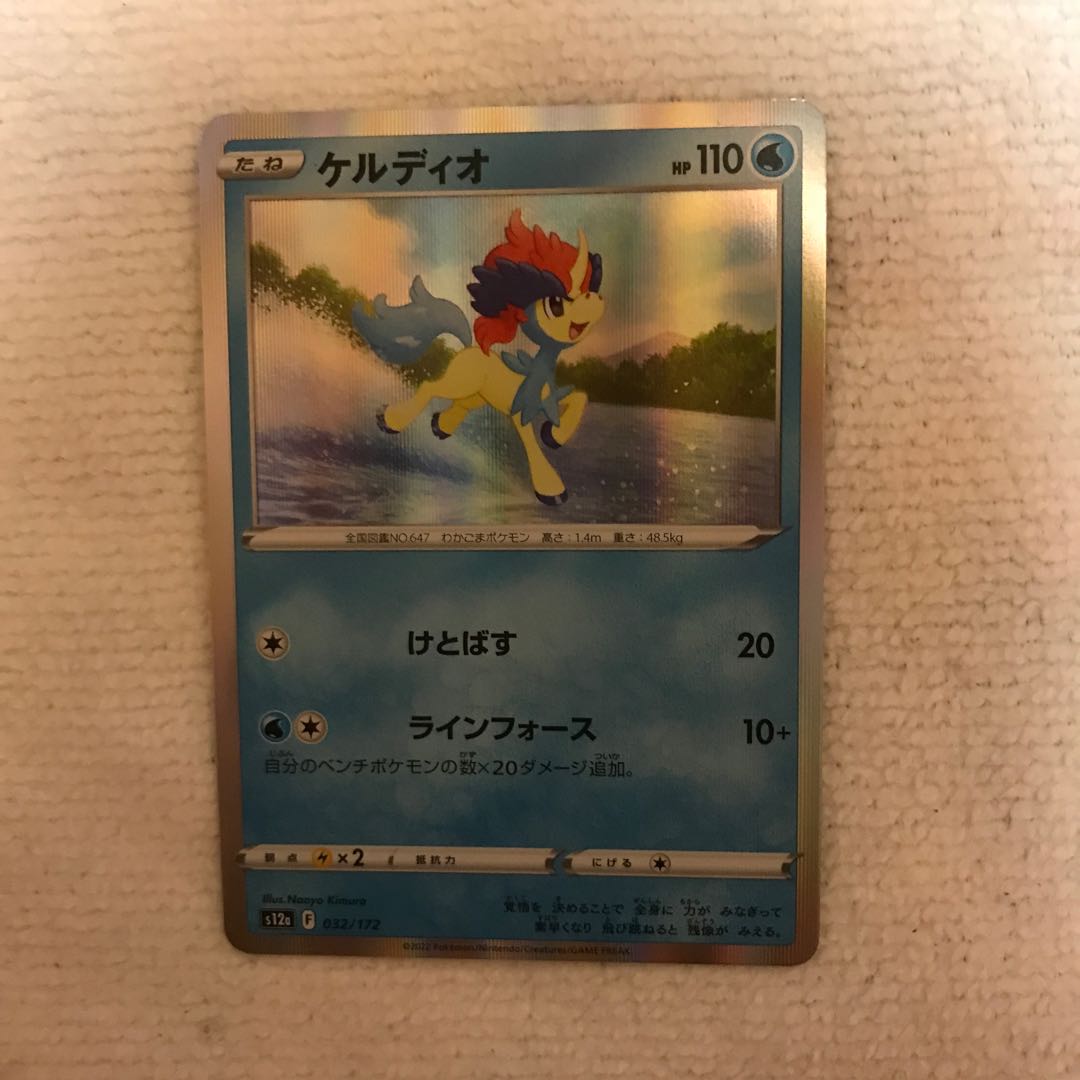 たね ケルディオ HP 110
全国図鑑NO.647 わかごまポケモン 高さ：1.4m 重さ：48.5kg
けとばす 20
ラインフォース 10+
自分のベンチポケモンの数×20ダメージ追加。
弱点 ×2 抵抗力 にげる
Illus. Naoyo Kimura
s12a F 032/172
覚悟を 決めることで 全身に 力が みなぎって
素早くなり 飛び跳ねると 残像が みえる。
©2022 Pokémon/Nintendo/Creatures/GAME FREAK